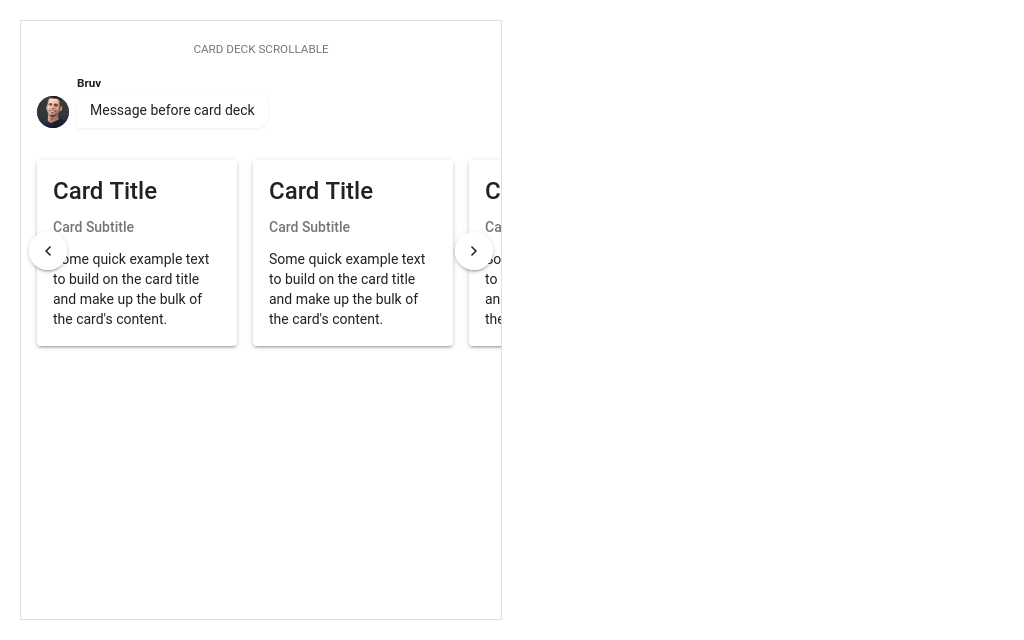 CARD DECK SCROLLABLE
Bruv
Message before card deck
Card Title
Card Subtitle
Some quick example text
to build on the card title
and make up the bulk of
the card's content.
Card Title
Card Subtitle
Some quick example text
to build on the card title
and make up the bulk of
the card's content.
C
Ca
So
to
an
the